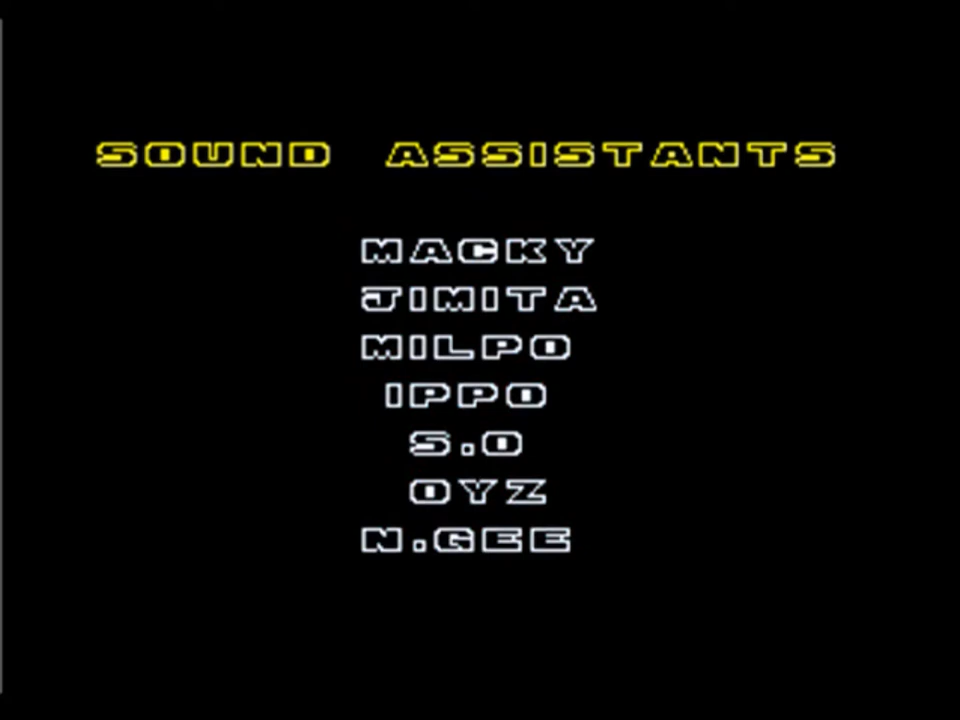 SOUND ASSISTANTS
MACKY
JIMITA
MILPO
IPPO
S.O
OYZ
N.GEE